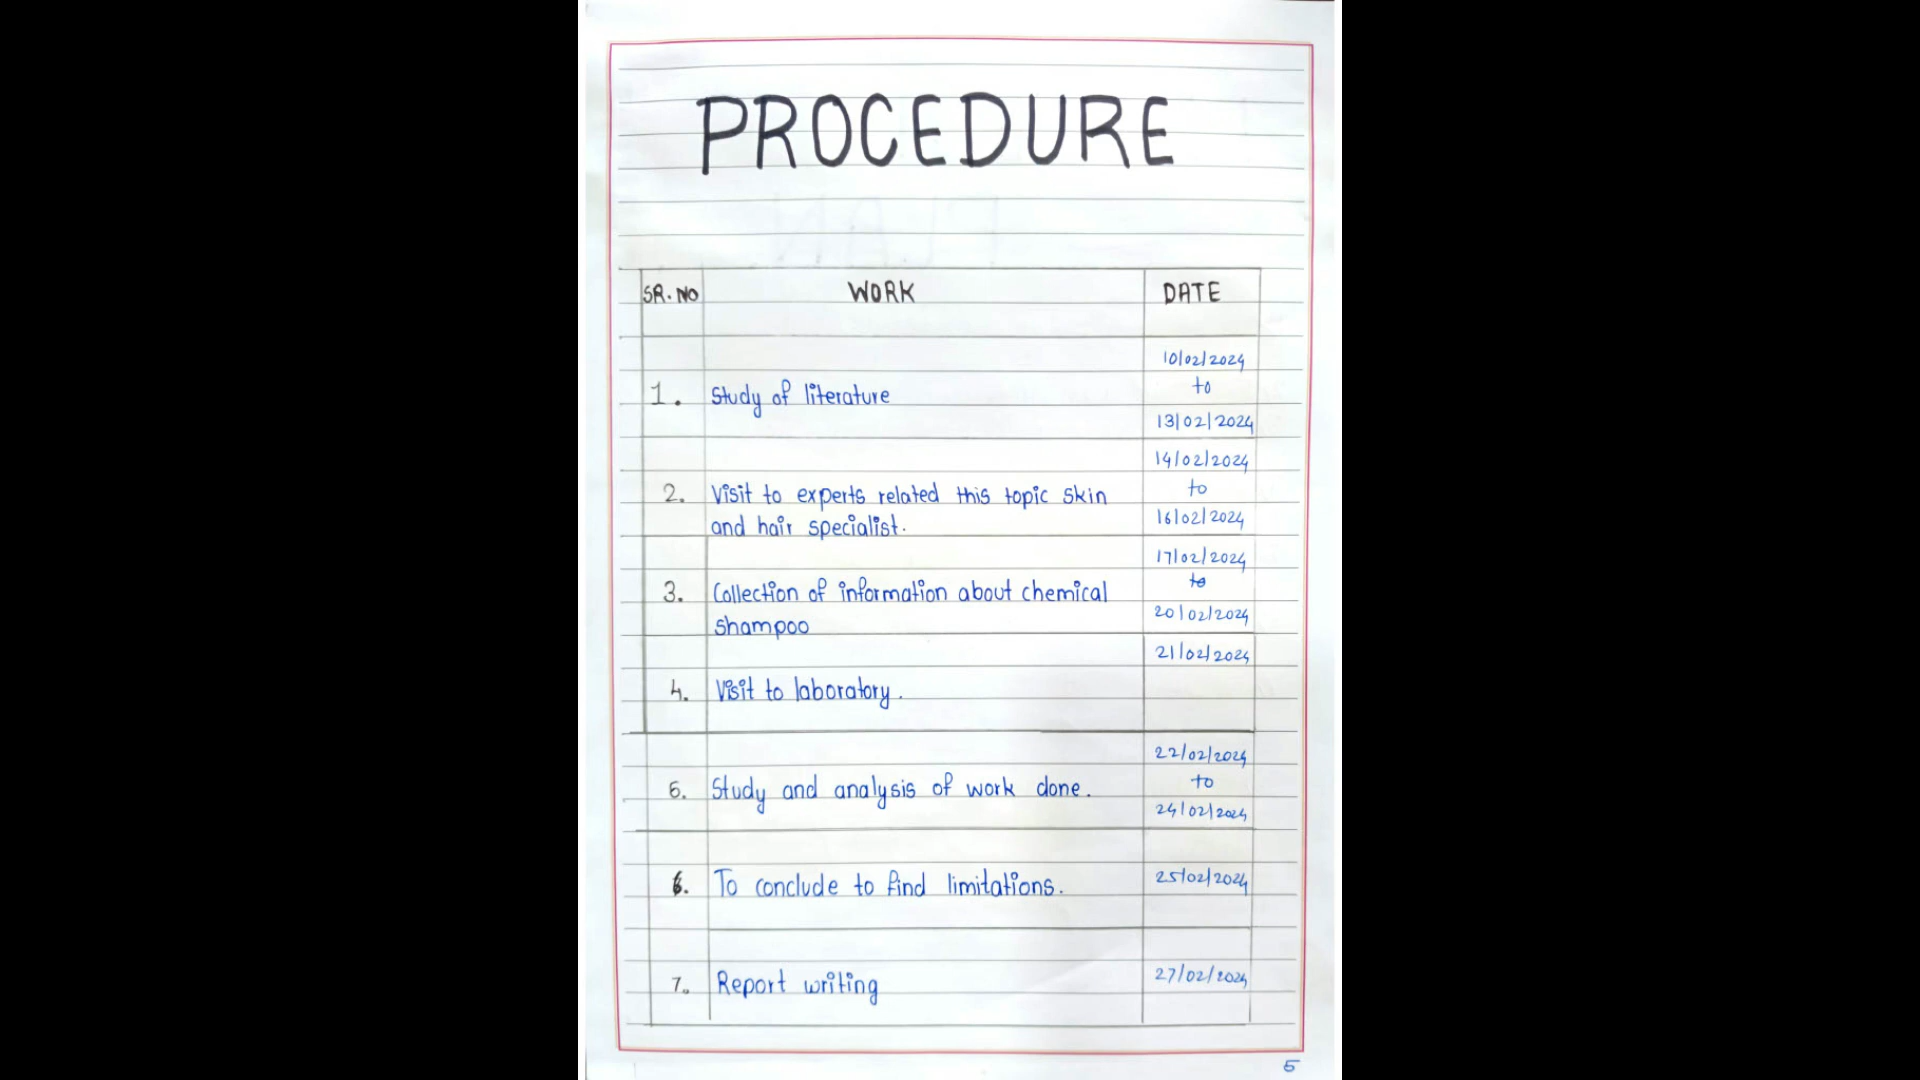 PROCEDURE
SR. NO WORK DATE
10/02/2024
1. Study of literature to
13/02/2024
14/02/2024
2. Visit to experts related this topic skin to
and hair specialist. 16/02/2024
17/02/2024
3. Collection of information about chemical to
shampoo 20/02/2024
21/02/2024
4. Visit to laboratory.
22/02/2024
5. Study and analysis of work done. to
24/02/2024
6. To conclude to find limitations. 25/02/2024
7. Report writing 27/02/2024
5